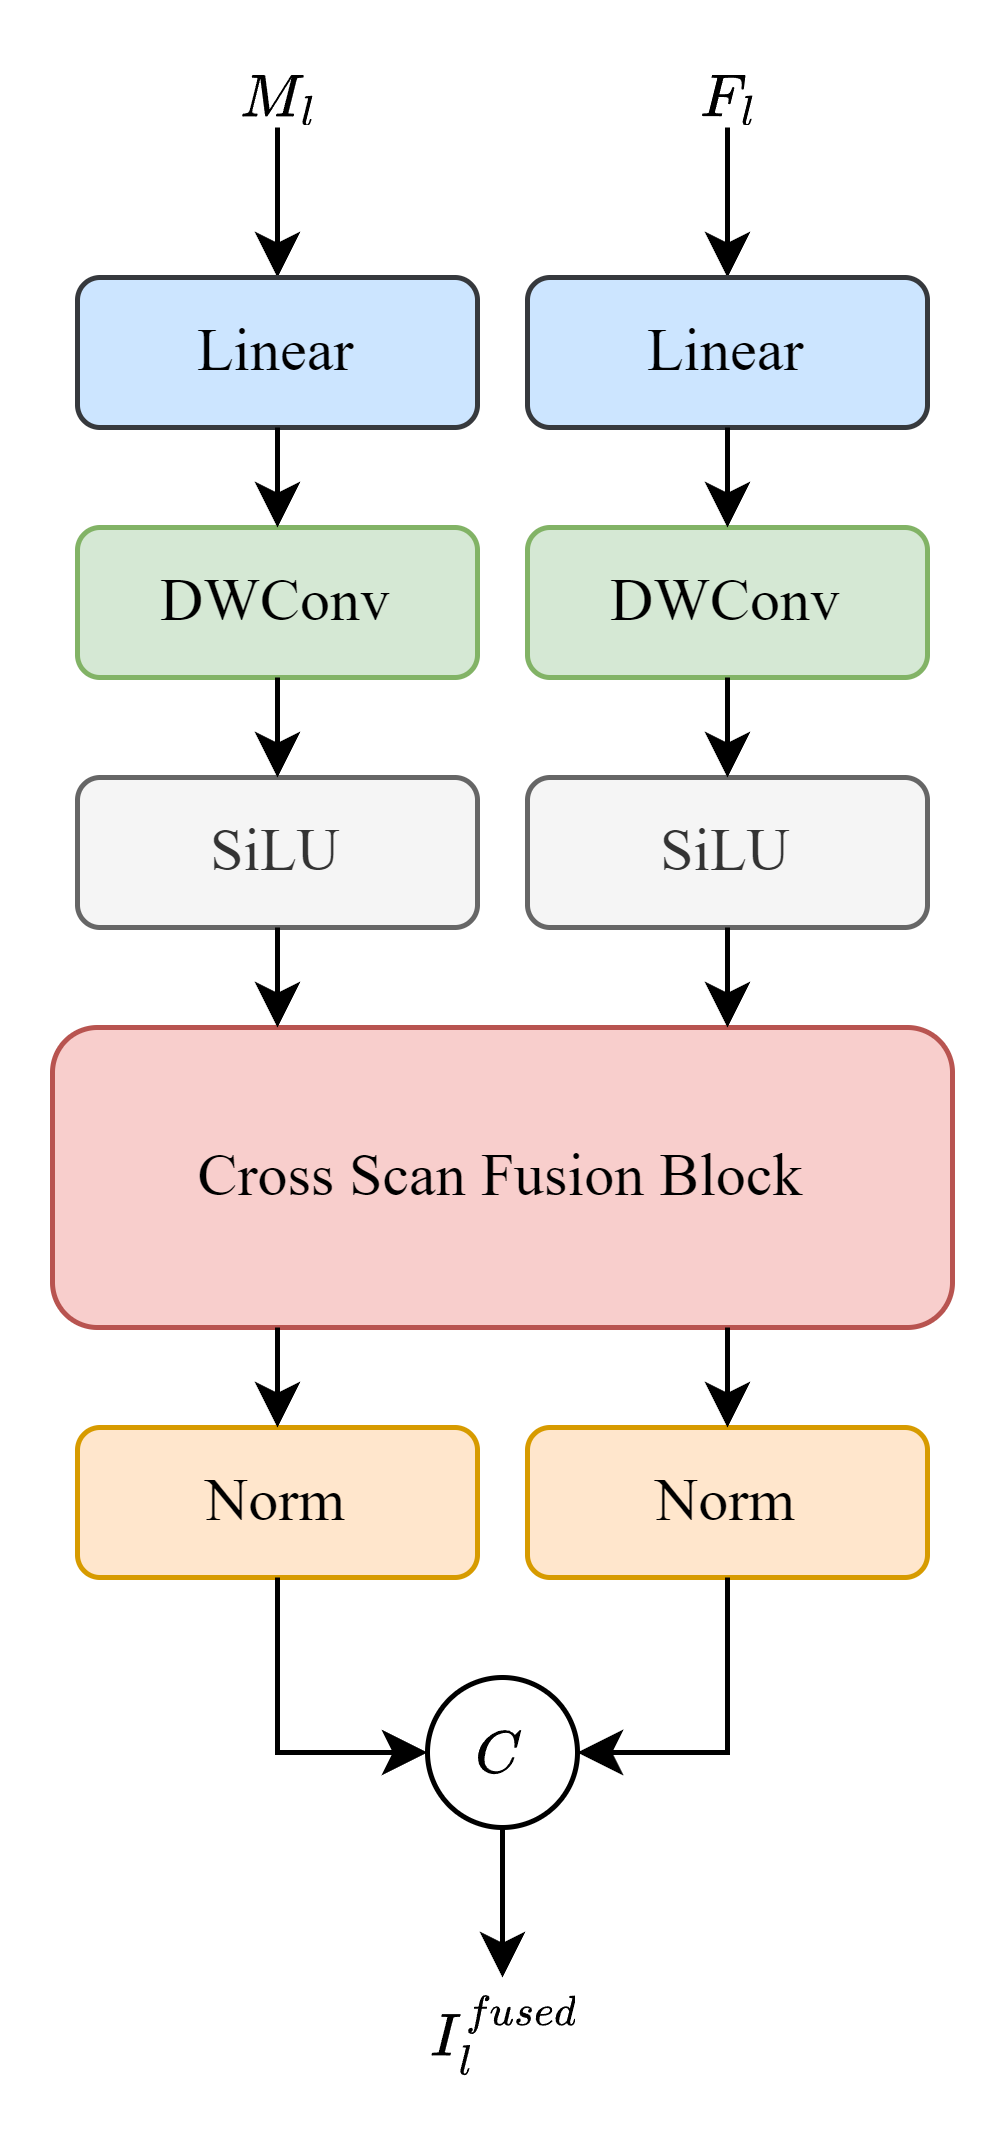 M_l F_l
Linear Linear
DWConv DWConv
SiLU SiLU
Cross Scan Fusion Block
Norm Norm
C
I_l^{fused}